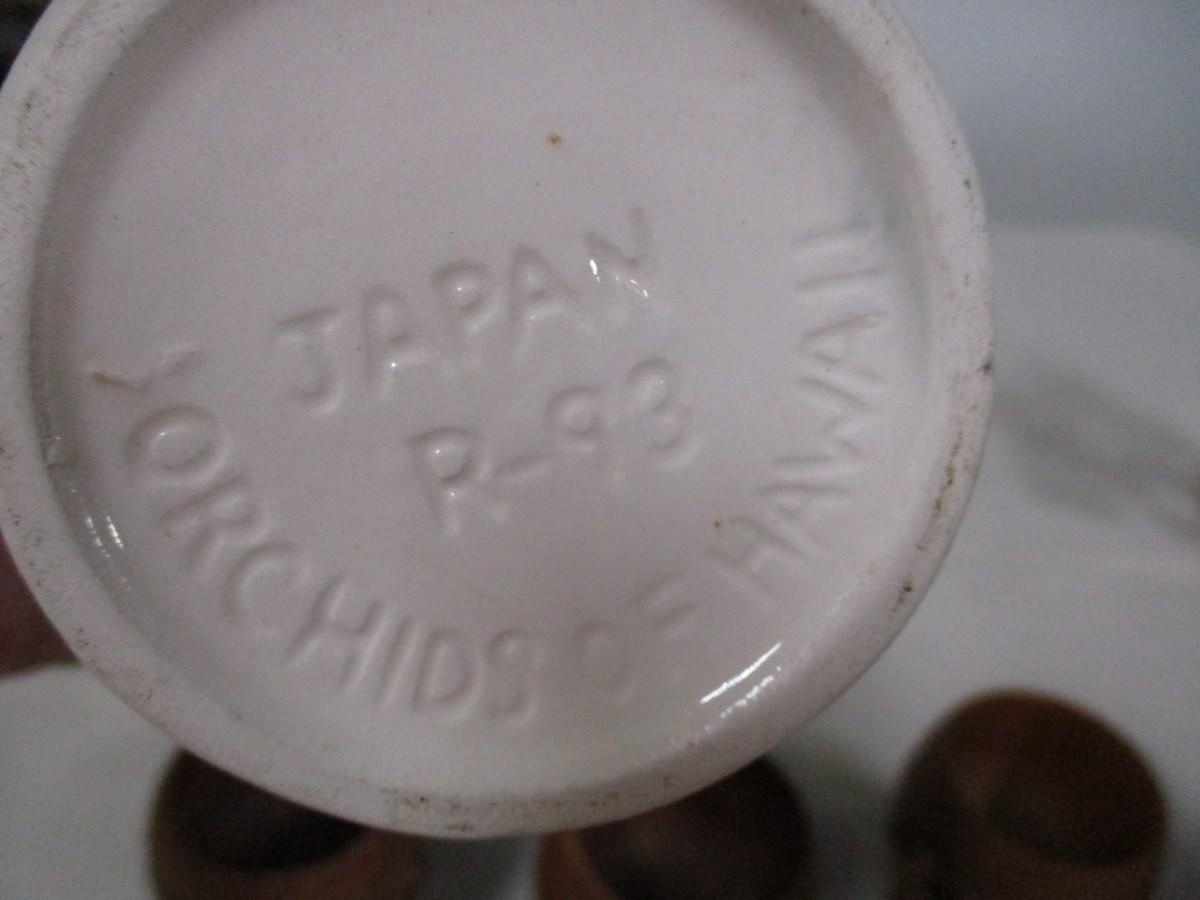 JAPAN
R-93
ORCHIDS OF HAWAII